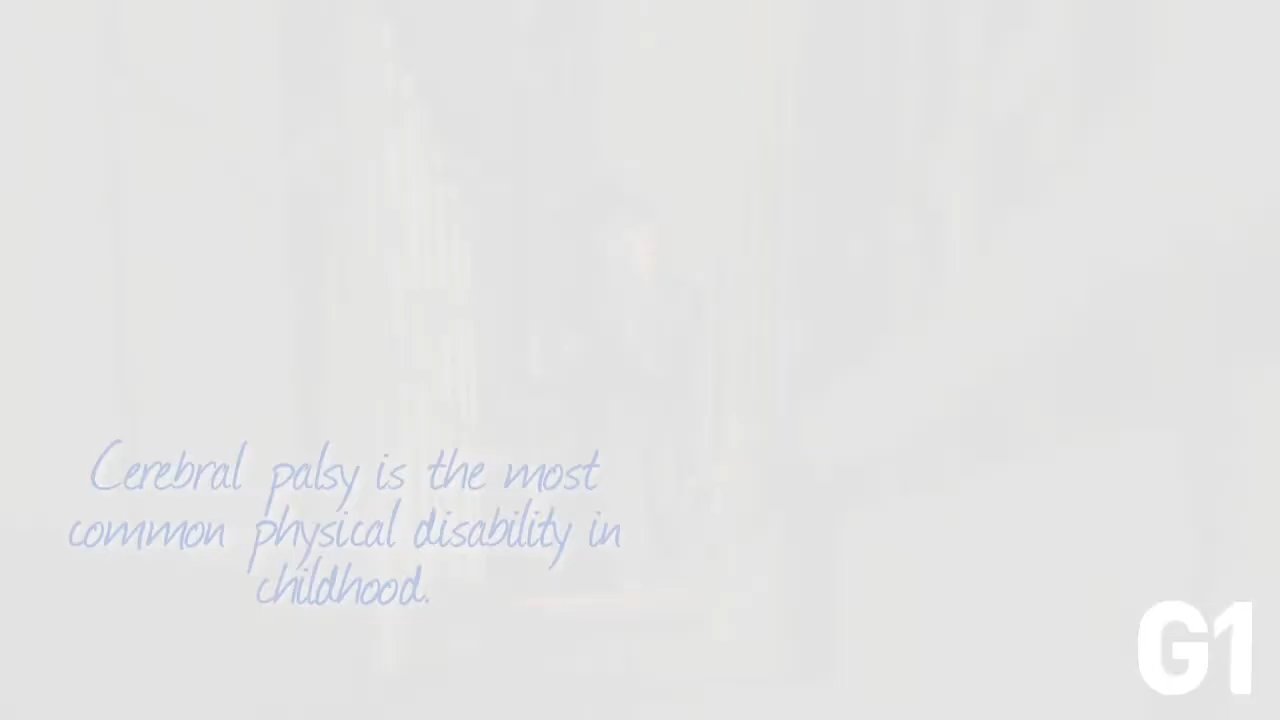 Cerebral palsy is the most
common physical disability in
childhood.
G1